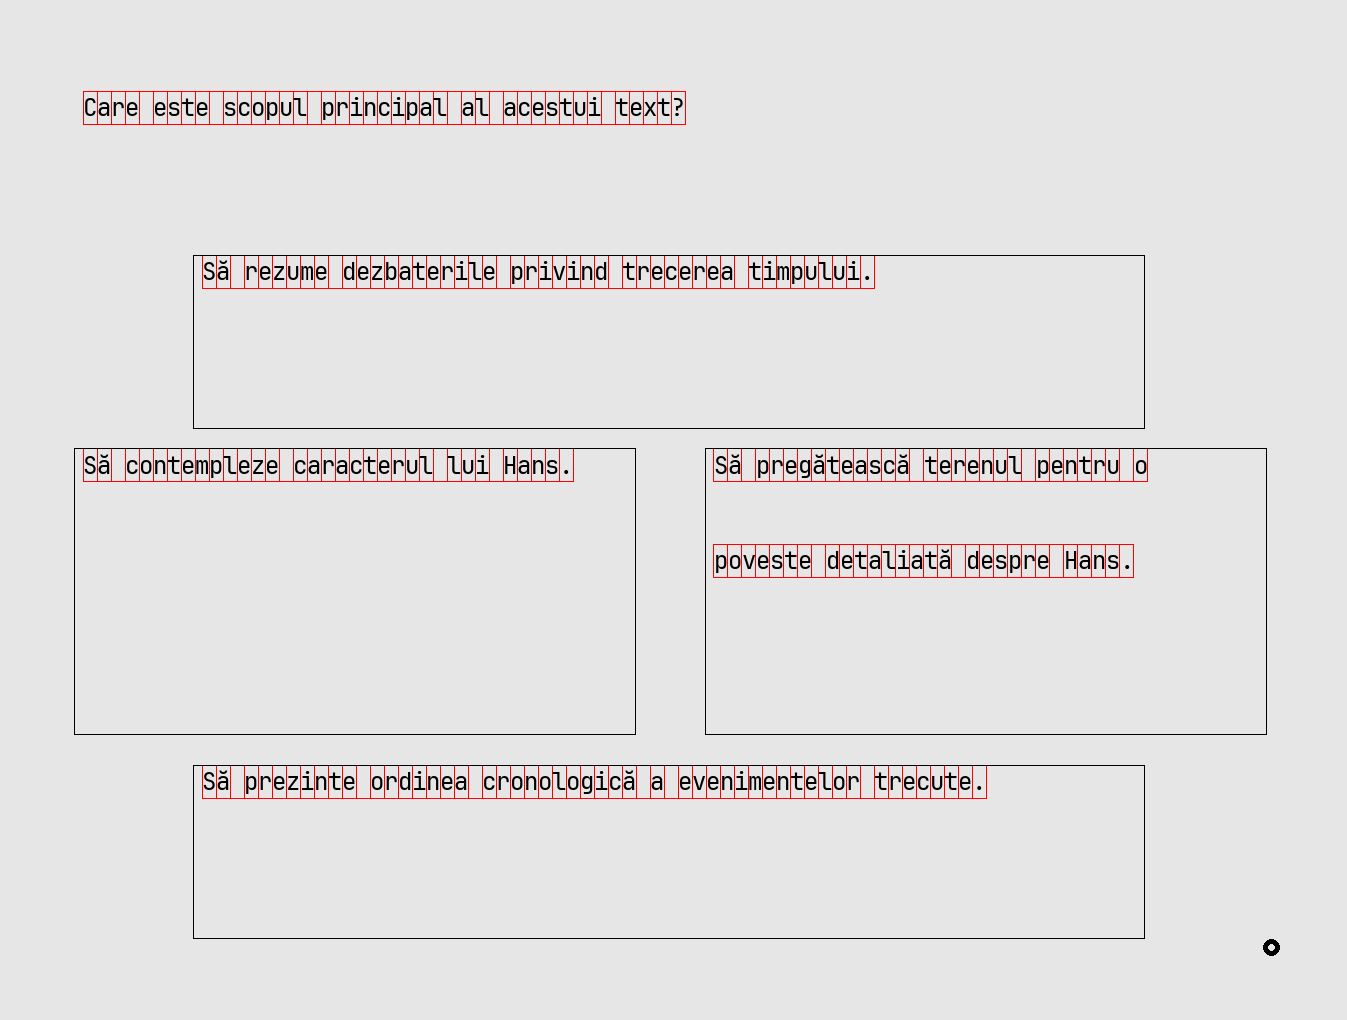 Care este scopul principal al acestui text?
Să rezume dezbaterile privind trecerea timpului.
Să contempleze caracterul lui Hans.
Să pregătească terenul pentru o
poveste detaliată despre Hans.
Să prezinte ordinea cronologică a evenimentelor trecute.